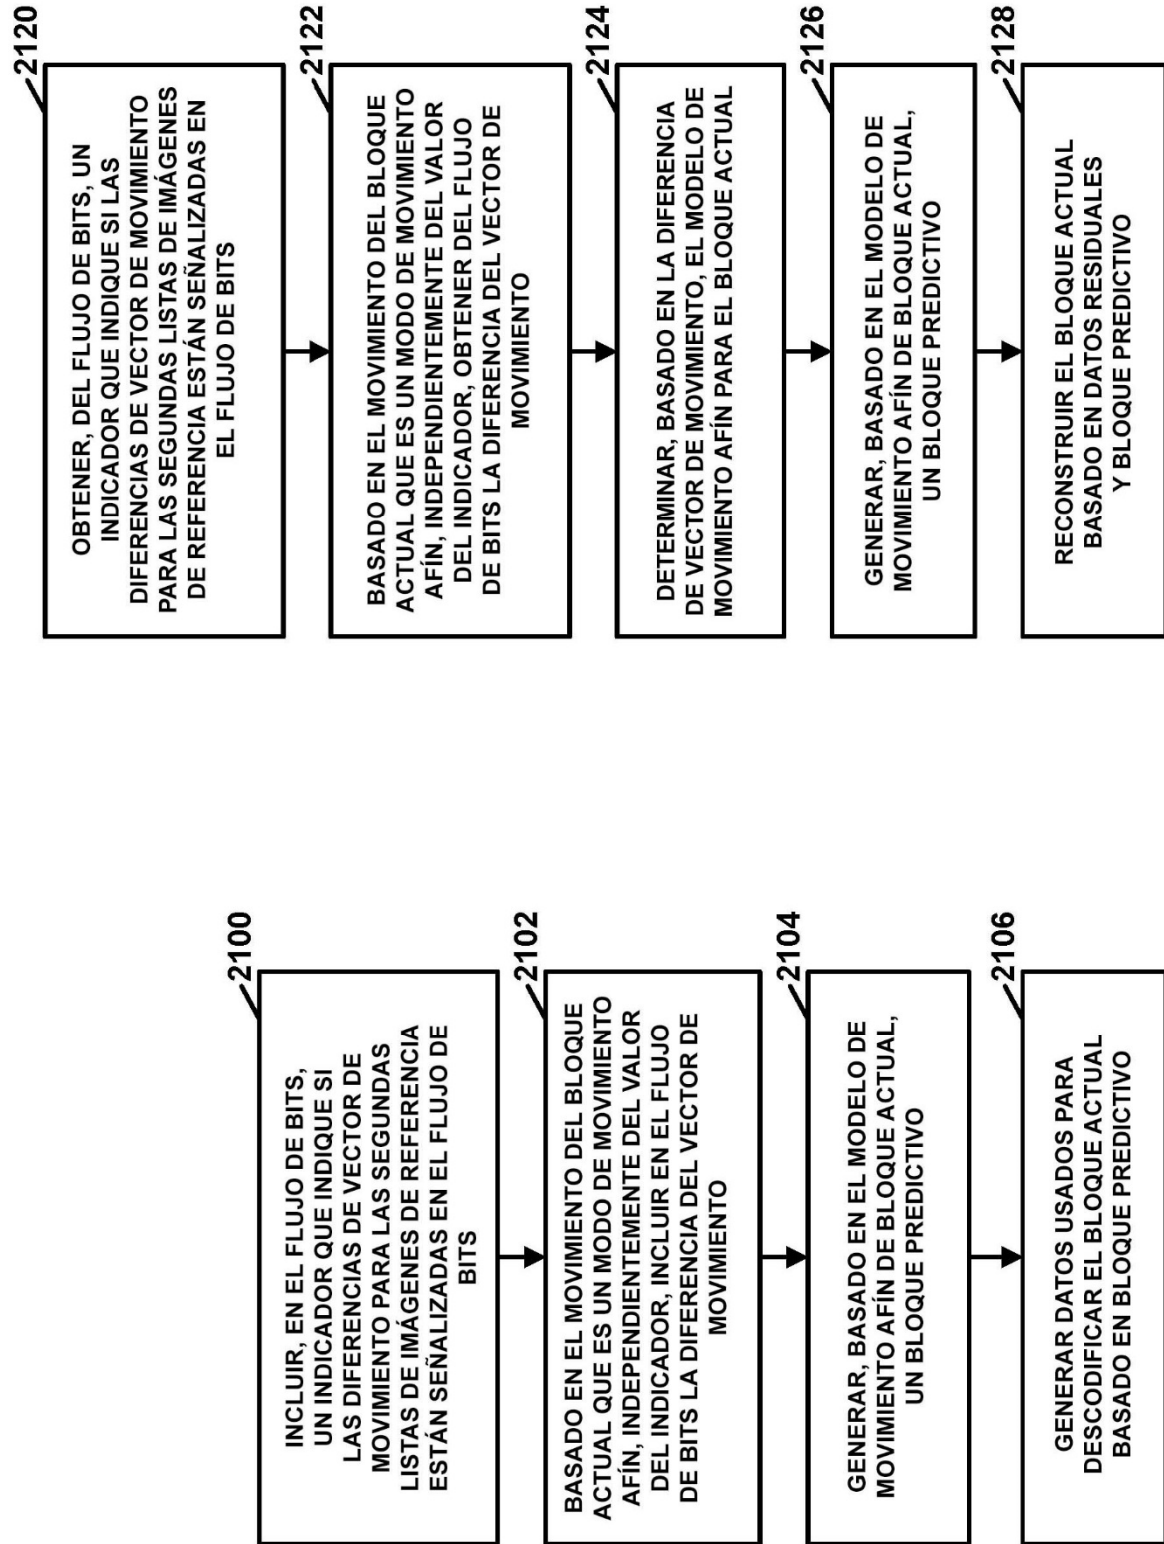 2100
INCLUIR, EN EL FLUJO DE BITS,
UN INDICADOR QUE INDIQUE SI
LAS DIFERENCIAS DE VECTOR DE
MOVIMIENTO PARA LAS SEGUNDAS
LISTAS DE IMÁGENES DE REFERENCIA
ESTÁN SEÑALIZADAS EN EL FLUJO DE
BITS
2102
BASADO EN EL MOVIMIENTO DEL BLOQUE
ACTUAL QUE ES UN MODO DE MOVIMIENTO
AFÍN, INDEPENDIENTEMENTE DEL VALOR
DEL INDICADOR, INCLUIR EN EL FLUJO
DE BITS LA DIFERENCIA DEL VECTOR DE
MOVIMIENTO
2104
GENERAR, BASADO EN EL MODELO DE
MOVIMIENTO AFÍN DE BLOQUE ACTUAL,
UN BLOQUE PREDICTIVO
2106
GENERAR DATOS USADOS PARA
DESCODIFICAR EL BLOQUE ACTUAL
BASADO EN BLOQUE PREDICTIVO
2120
OBTENER, DEL FLUJO DE BITS, UN
INDICADOR QUE INDIQUE SI LAS
DIFERENCIAS DE VECTOR DE MOVIMIENTO
PARA LAS SEGUNDAS LISTAS DE IMÁGENES
DE REFERENCIA ESTÁN SEÑALIZADAS EN
EL FLUJO DE BITS
2122
BASADO EN EL MOVIMIENTO DEL BLOQUE
ACTUAL QUE ES UN MODO DE MOVIMIENTO
AFÍN, INDEPENDIENTEMENTE DEL VALOR
DEL INDICADOR, OBTENER DEL FLUJO
DE BITS LA DIFERENCIA DEL VECTOR DE
MOVIMIENTO
2124
DETERMINAR, BASADO EN LA DIFERENCIA
DE VECTOR DE MOVIMIENTO, EL MODELO DE
MOVIMIENTO AFÍN PARA EL BLOQUE ACTUAL
2126
GENERAR, BASADO EN EL MODELO DE
MOVIMIENTO AFÍN DE BLOQUE ACTUAL,
UN BLOQUE PREDICTIVO
2128
RECONSTRUIR EL BLOQUE ACTUAL
BASADO EN DATOS RESIDUALES
Y BLOQUE PREDICTIVO